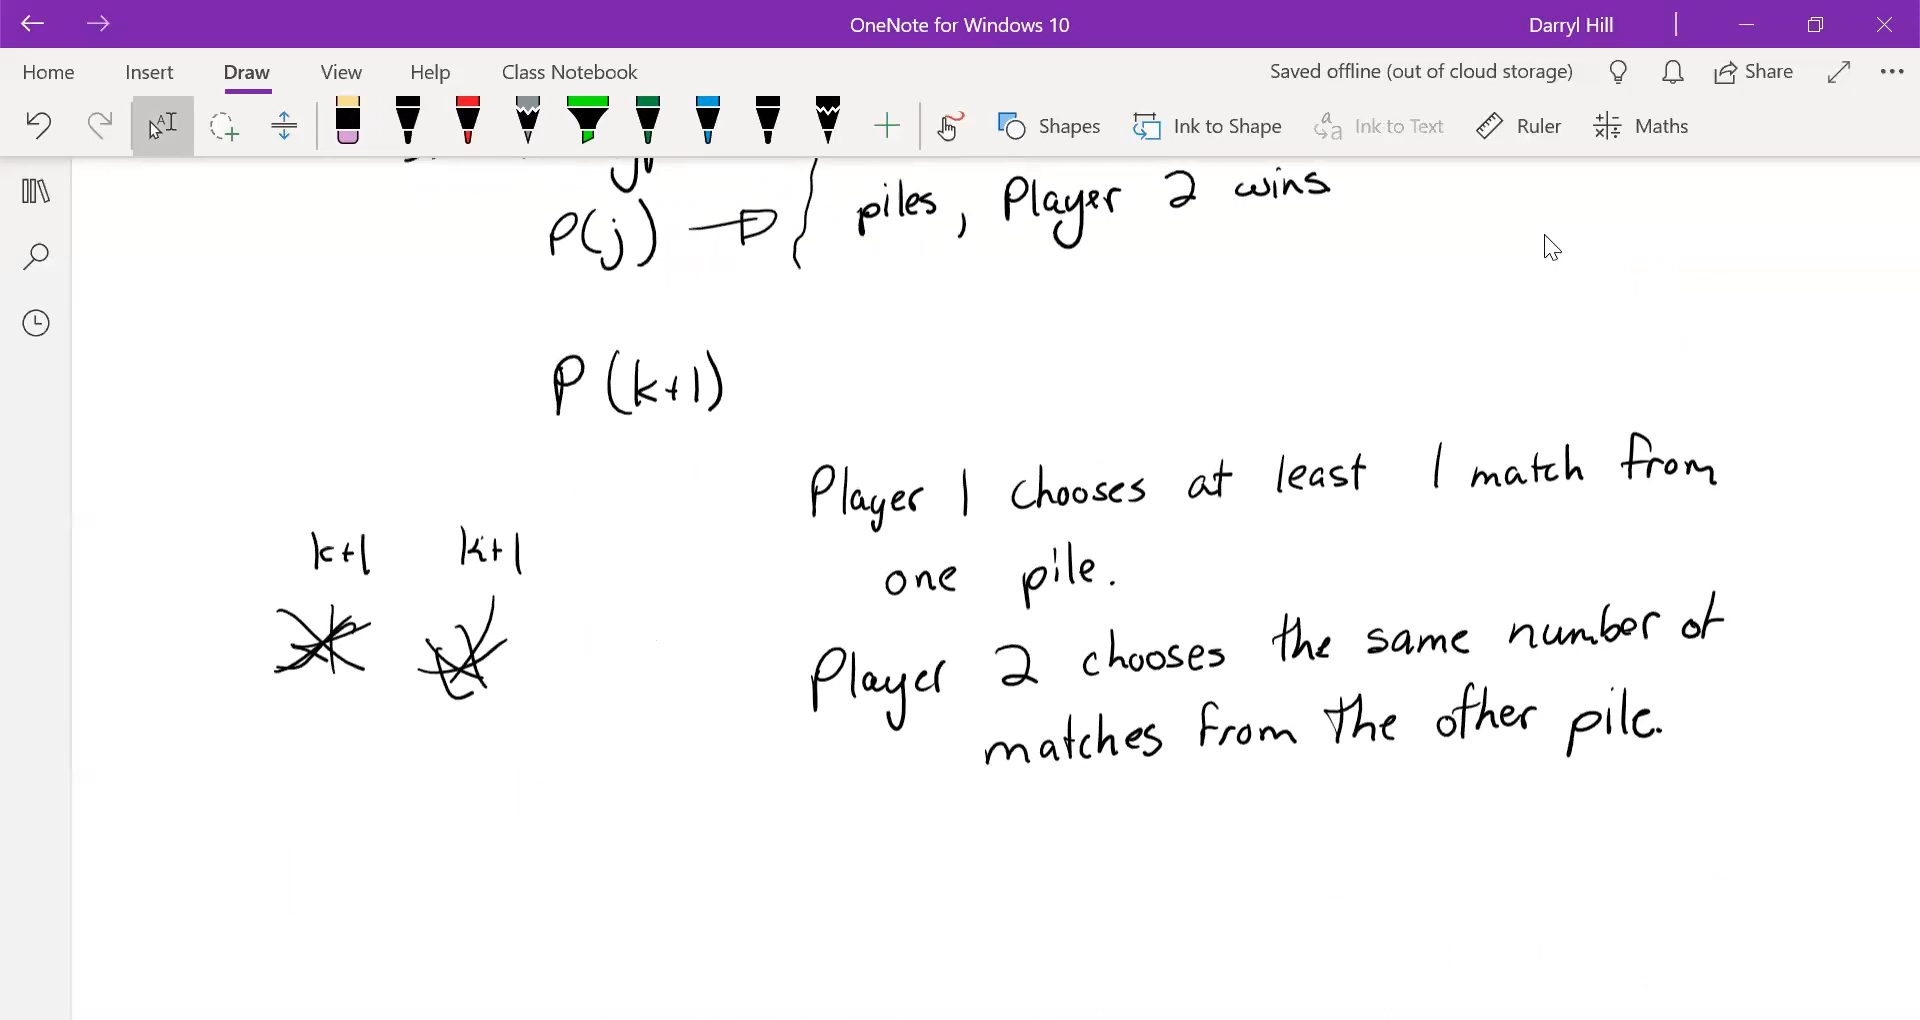 OneNote for Windows 10
Darryl Hill
Home Insert Draw View Help Class Notebook
Saved offline (out of cloud storage)
Share
Shapes Ink to Shape Ink to Text Ruler Maths
piles, Player 2 wins
P(j)
P(k+1)
Player 1 chooses at least 1 match from
one pile.
k+1 k+1
Player 2 chooses the same number of
matches from the other pile.